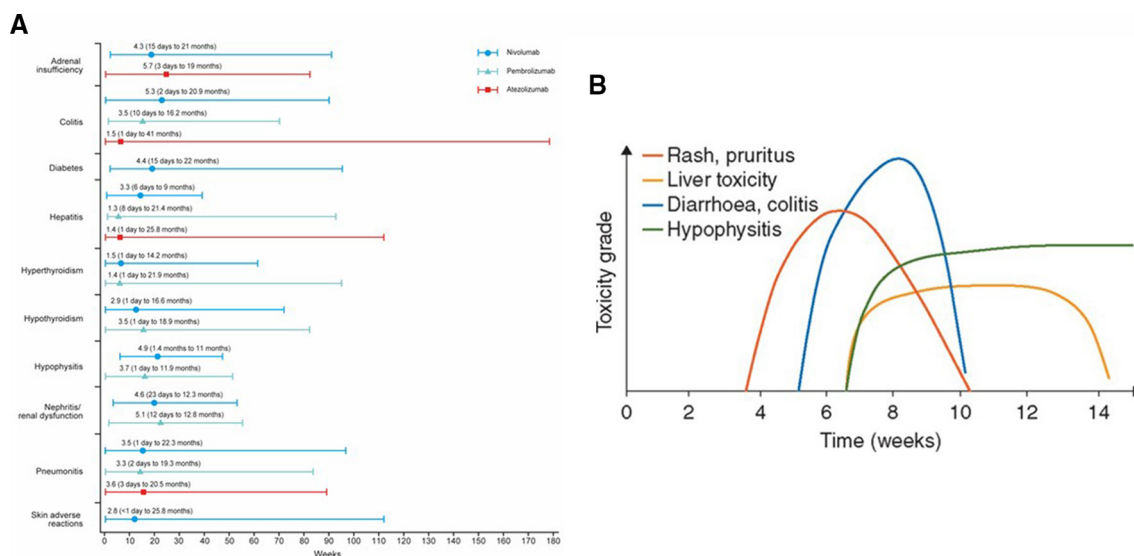 A
4.3 (15 days to 21 months)
Adrenal
insufficiency
5.7 (3 days to 19 months)
Nivolumab
Pembrolizumab
Atezolizumab
5.3 (2 days to 20.9 months)
Colitis
3.5 (10 days to 16.2 months)
1.5 (1 day to 41 months)
Diabetes
4.4 (15 days to 22 months)
3.3 (6 days to 9 months)
Hepatitis
1.3 (8 days to 21.4 months)
1.4 (1 day to 25.8 months)
Hyperthyroidism
1.5 (1 day to 14.2 months)
1.4 (1 day to 21.9 months)
2.9 (1 day to 16.6 months)
Hypothyroidism
3.5 (1 day to 18.9 months)
4.9 (1.4 months to 11 months)
Hypophysitis
3.7 (1 day to 11.9 months)
4.6 (23 days to 12.3 months)
Nephritis/
renal dysfunction
5.1 (12 days to 12.8 months)
3.5 (1 day to 22.3 months)
Pneumonitis
3.3 (2 days to 19.3 months)
3.6 (3 days to 20.5 months)
2.8 (<1 day to 25.8 months)
Skin adverse
reactions
0 10 20 30 40 50 60 70 80 90 100 110 120 130 140 150 160 170 180
Weeks
B
Rash, pruritus
Liver toxicity
Diarrhoea, colitis
Hypophysitis
Toxicity grade
0 2 4 6 8 10 12 14
Time (weeks)